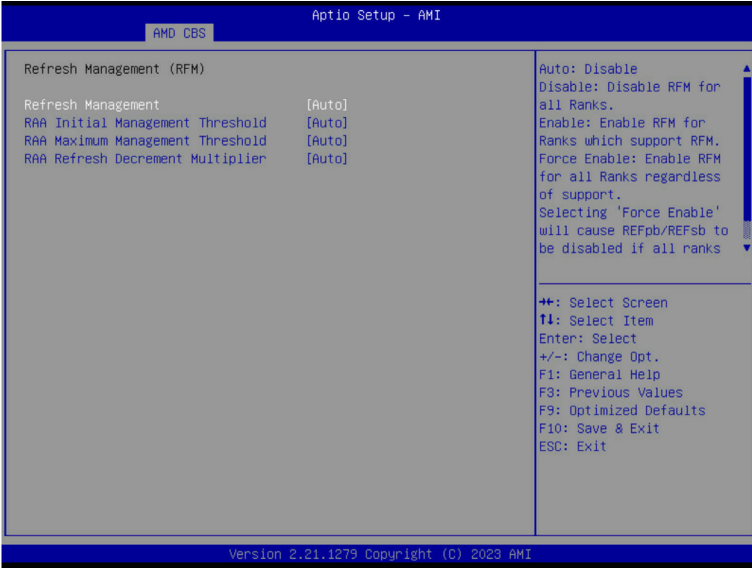 Aptio Setup – AMI
AMD CBS
Refresh Management (RFM)
Refresh Management [Auto]
RAA Initial Management Threshold [Auto]
RAA Maximum Management Threshold [Auto]
RAA Refresh Decrement Multiplier [Auto]
Auto: Disable
Disable: Disable RFM for
all Ranks.
Enable: Enable RFM for
Ranks which support RFM.
Force Enable: Enable RFM
for all Ranks regardless
of support.
Selecting 'Force Enable'
will cause REFpb/REFsb to
be disabled if all ranks
→←: Select Screen
↑↓: Select Item
Enter: Select
+/-: Change Opt.
F1: General Help
F3: Previous Values
F9: Optimized Defaults
F10: Save & Exit
ESC: Exit
Version 2.21.1279 Copyright (C) 2023 AMI